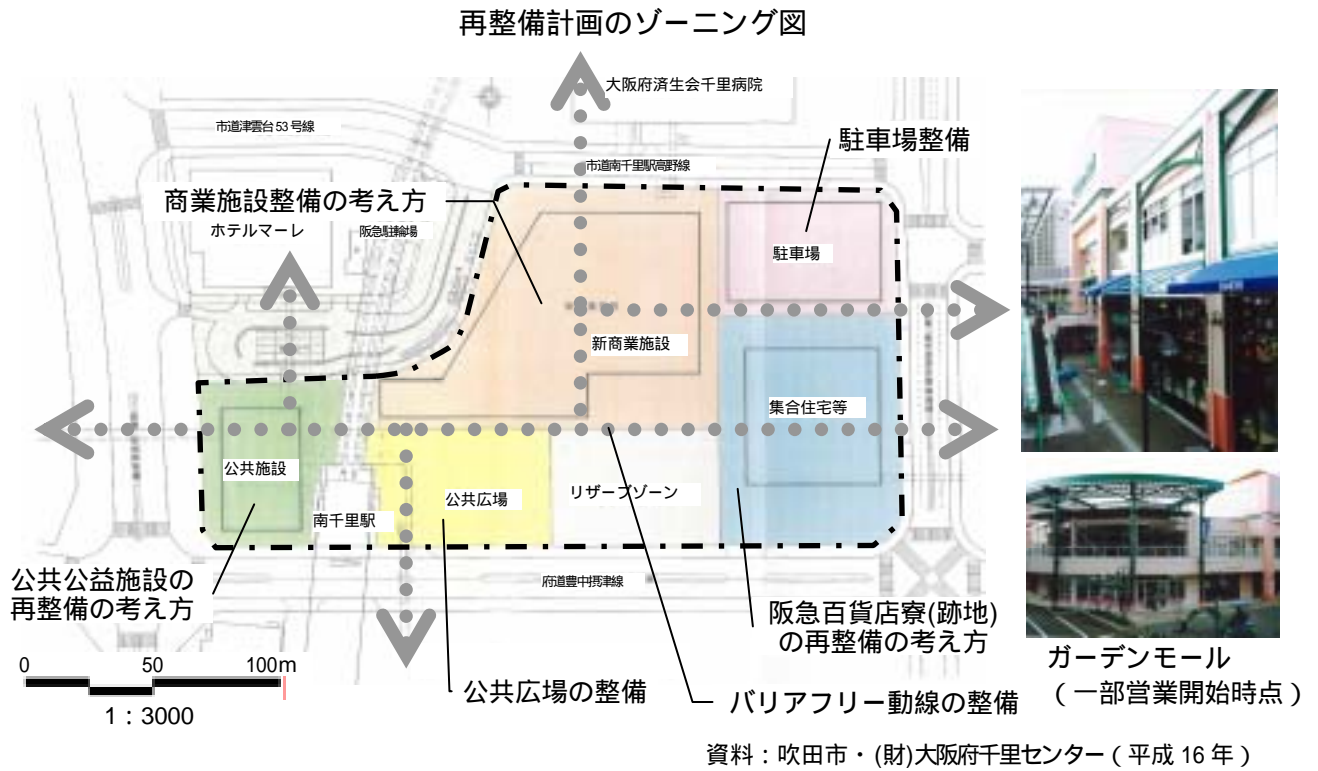 再整備計画のゾーニング図
大阪府済生会千里病院
市道津雲台53号線
駐車場整備
市道南千里駅高野線
商業施設整備の考え方
ホテルマーレ
阪急駐輪場
駐車場
新商業施設
集合住宅等
公共施設
公共広場
リザーブゾーン
南千里駅
公共公益施設の
再整備の考え方
府道豊中摂津線
阪急百貨店寮(跡地)
の再整備の考え方
ガーデンモール
(一部営業開始時点)
0 50 100m
1：3000
公共広場の整備
バリアフリー動線の整備
資料：吹田市・(財)大阪府千里センター(平成16年)